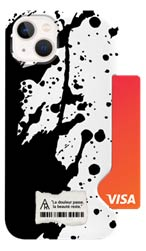 "La douleur passe,
la beauté reste."
VISA